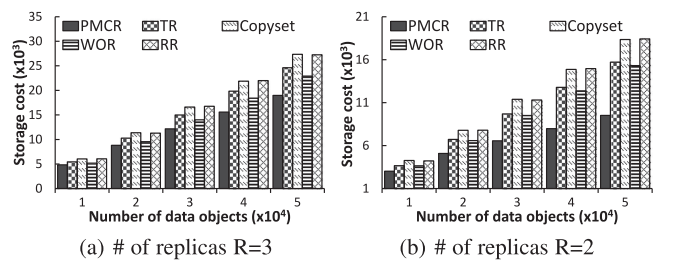 PMCR TR Copyset
WOR RR
Storage cost (x10³)
35
30
25
20
15
10
5
0
1 2 3 4 5
Number of data objects (x10⁴)
(a) # of replicas R=3
PMCR TR Copyset
WOR RR
Storage cost (x10³)
21
16
11
6
1
1 2 3 4 5
Number of data objects (x10⁴)
(b) # of replicas R=2